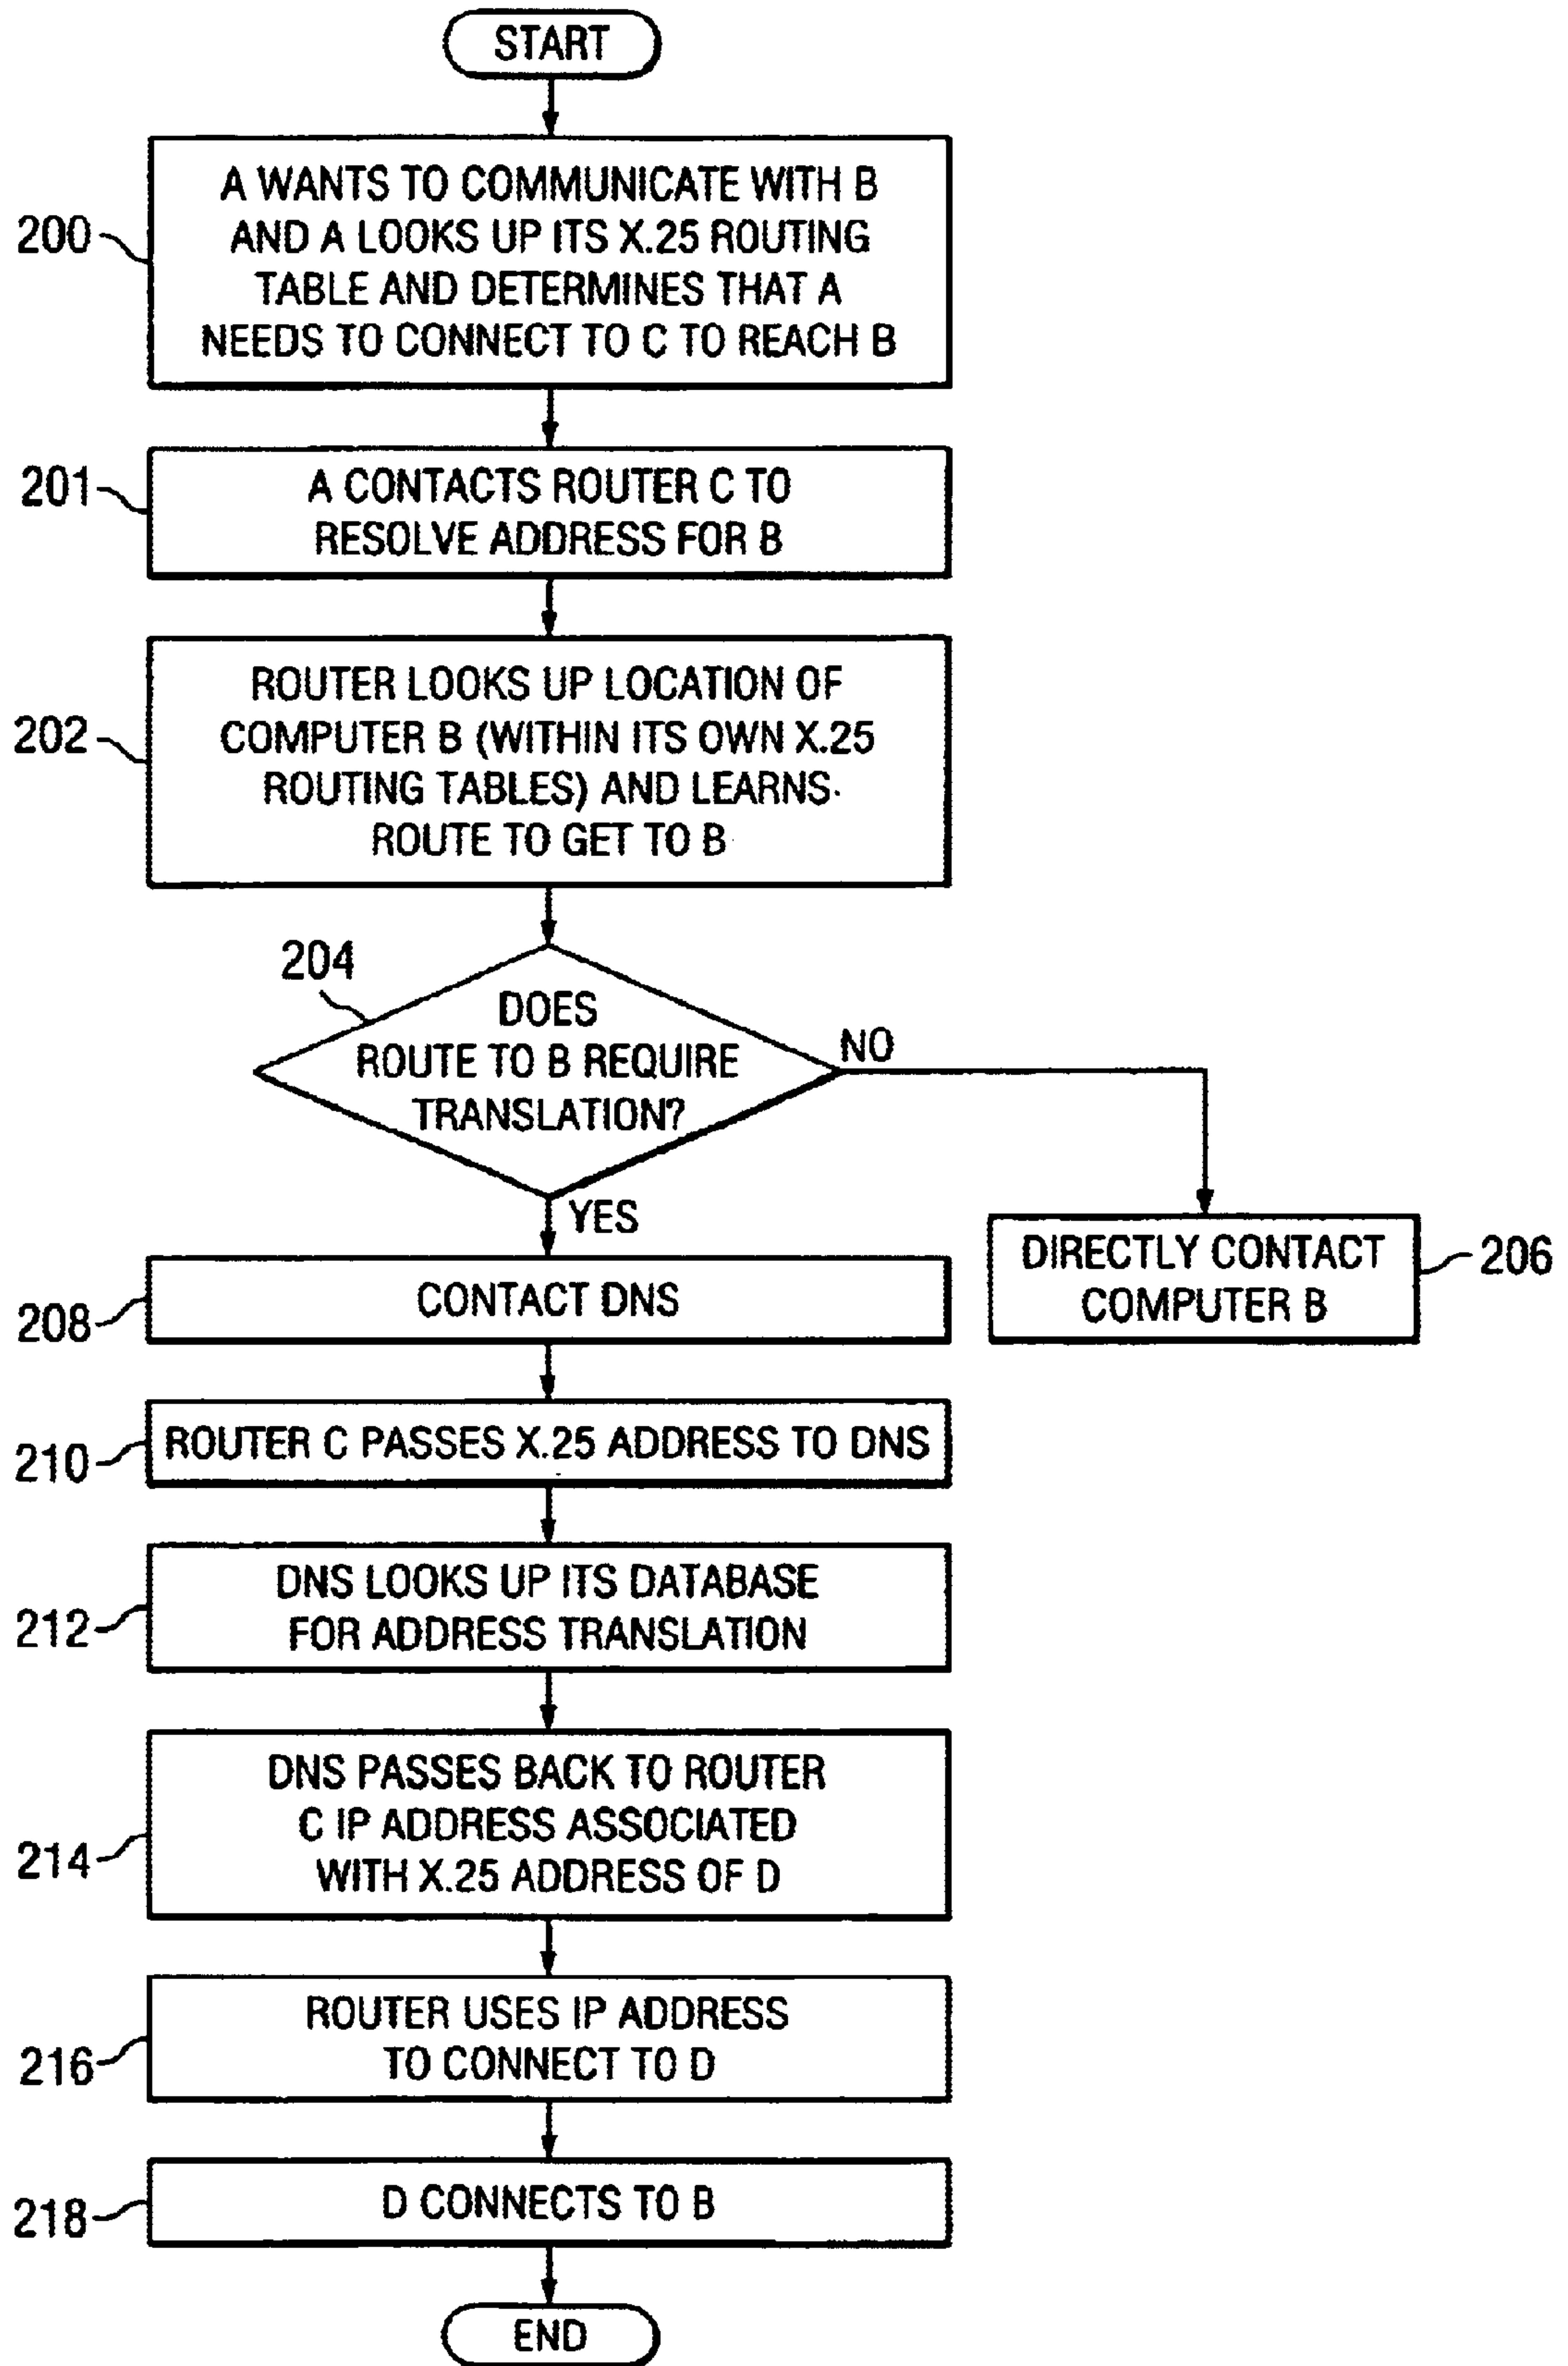 START
200
A WANTS TO COMMUNICATE WITH B
AND A LOOKS UP ITS X.25 ROUTING
TABLE AND DETERMINES THAT A
NEEDS TO CONNECT TO C TO REACH B
201
A CONTACTS ROUTER C TO
RESOLVE ADDRESS FOR B
202
ROUTER LOOKS UP LOCATION OF
COMPUTER B (WITHIN ITS OWN X.25
ROUTING TABLES) AND LEARNS
ROUTE TO GET TO B
204
DOES
ROUTE TO B REQUIRE
TRANSLATION?
NO
YES
DIRECTLY CONTACT
COMPUTER B
206
208
CONTACT DNS
210
ROUTER C PASSES X.25 ADDRESS TO DNS
212
DNS LOOKS UP ITS DATABASE
FOR ADDRESS TRANSLATION
214
DNS PASSES BACK TO ROUTER
C IP ADDRESS ASSOCIATED
WITH X.25 ADDRESS OF D
216
ROUTER USES IP ADDRESS
TO CONNECT TO D
218
D CONNECTS TO B
END